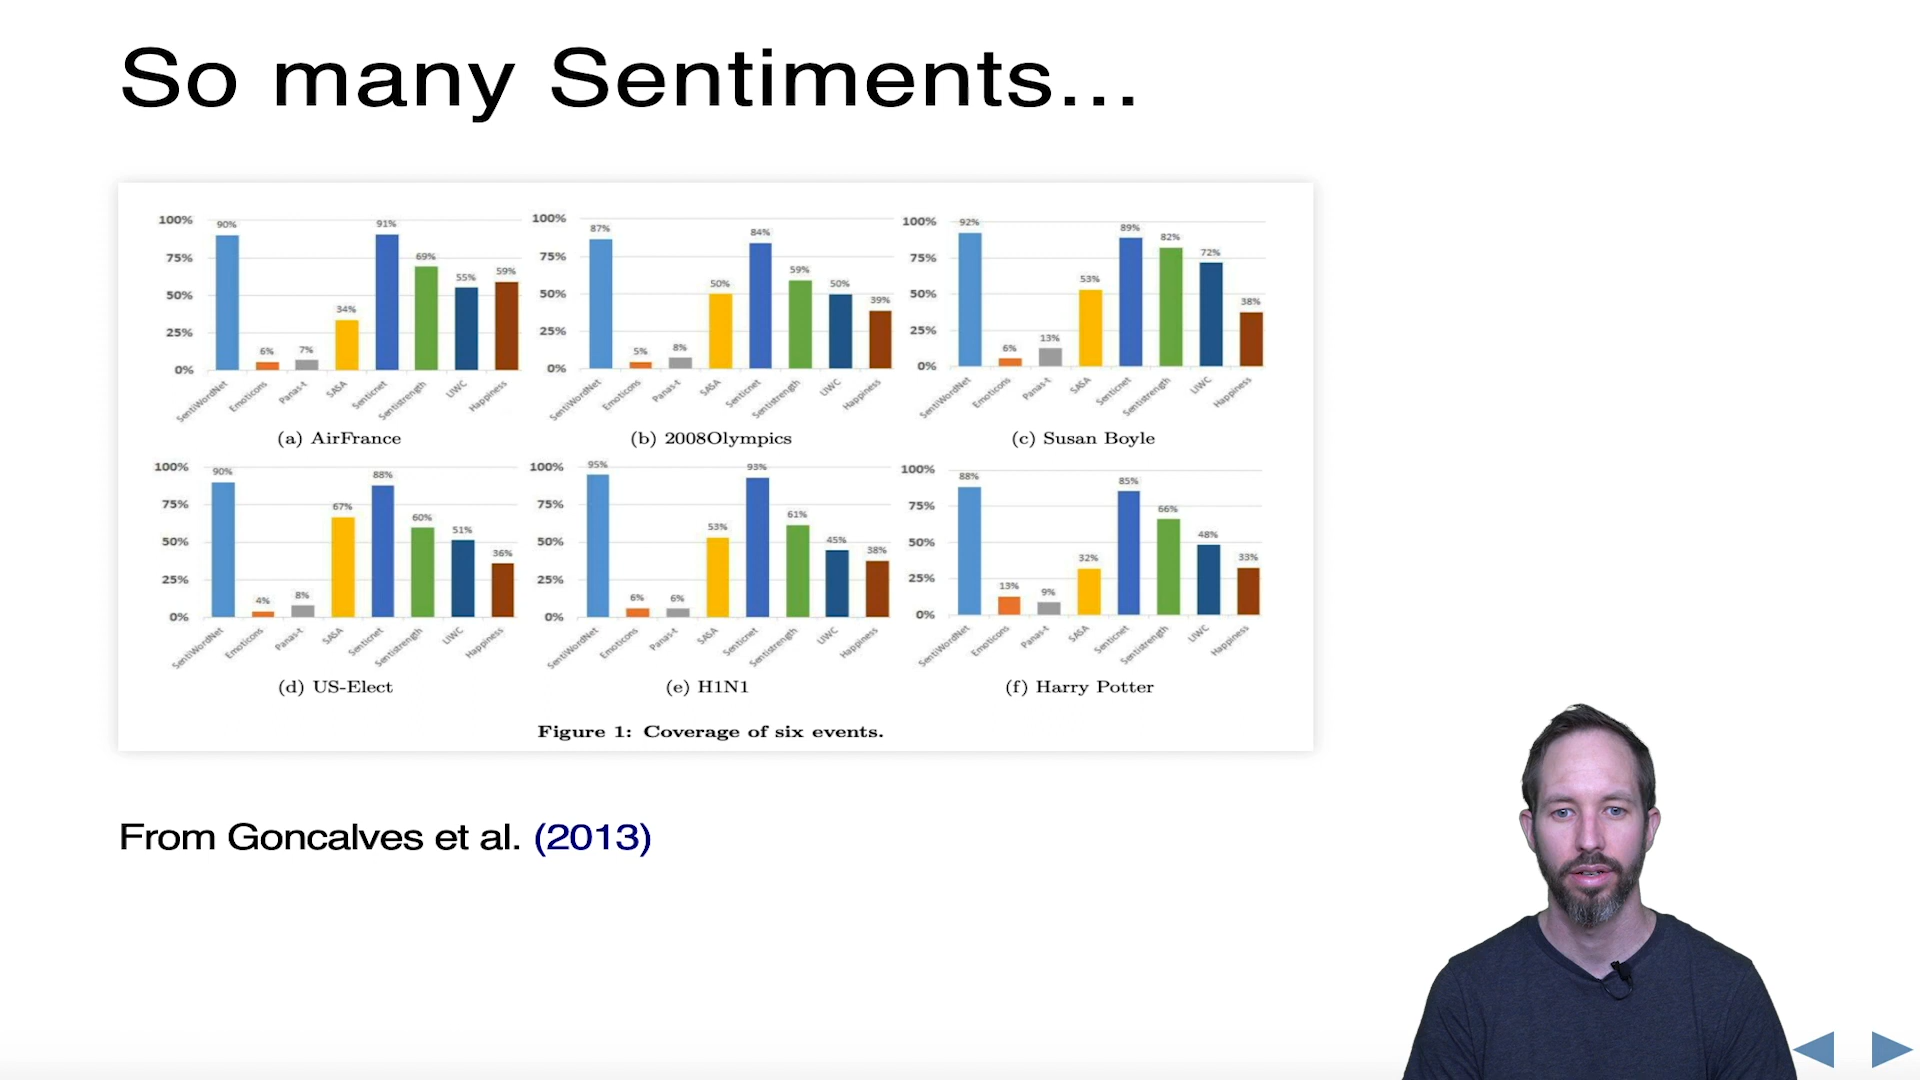 So many Sentiments...
100%
75%
50%
25%
0%
90%
6%
7%
34%
91%
69%
55%
59%
SentiWordNet
Emoticons
Panas-t
SASA
Senticnet
Sentistrength
LIWC
Happiness
(a) AirFrance
100%
75%
50%
25%
0%
87%
5%
8%
50%
84%
59%
50%
39%
SentiWordNet
Emoticons
Panas-t
SASA
Senticnet
Sentistrength
LIWC
Happiness
(b) 2008Olympics
100%
75%
50%
25%
0%
92%
6%
13%
53%
89%
82%
72%
38%
SentiWordNet
Emoticons
Panas-t
SASA
Senticnet
Sentistrength
LIWC
Happiness
(c) Susan Boyle
100%
75%
50%
25%
0%
90%
4%
8%
67%
88%
60%
51%
36%
SentiWordNet
Emoticons
Panas-t
SASA
Senticnet
Sentistrength
LIWC
Happiness
(d) US-Elect
100%
75%
50%
25%
0%
95%
6%
6%
53%
93%
61%
45%
38%
SentiWordNet
Emoticons
Panas-t
SASA
Senticnet
Sentistrength
LIWC
Happiness
(e) H1N1
100%
75%
50%
25%
0%
88%
13%
9%
32%
85%
66%
48%
33%
SentiWordNet
Emoticons
Panas-t
SASA
Senticnet
Sentistrength
LIWC
Happiness
(f) Harry Potter
Figure 1: Coverage of six events.
From Goncalves et al. (2013)